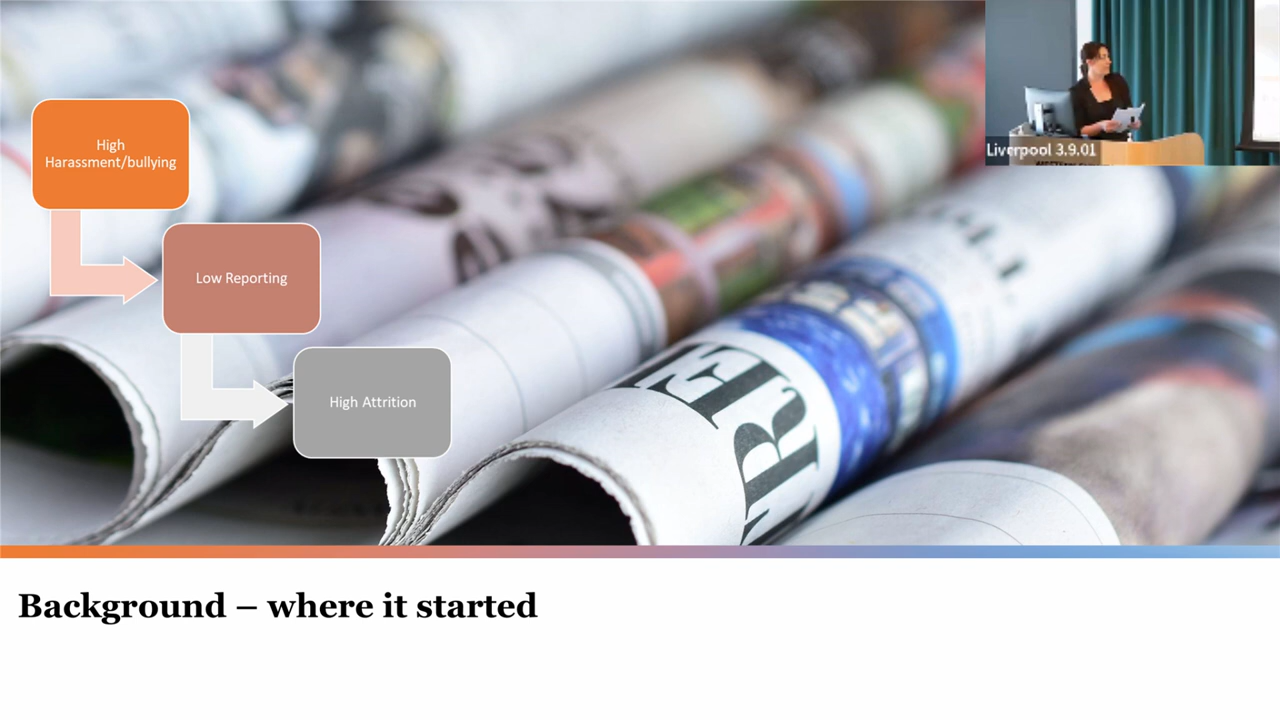 High
Harassment/bullying
Liverpool 3.9.01
Low Reporting
High Attrition
Background – where it started